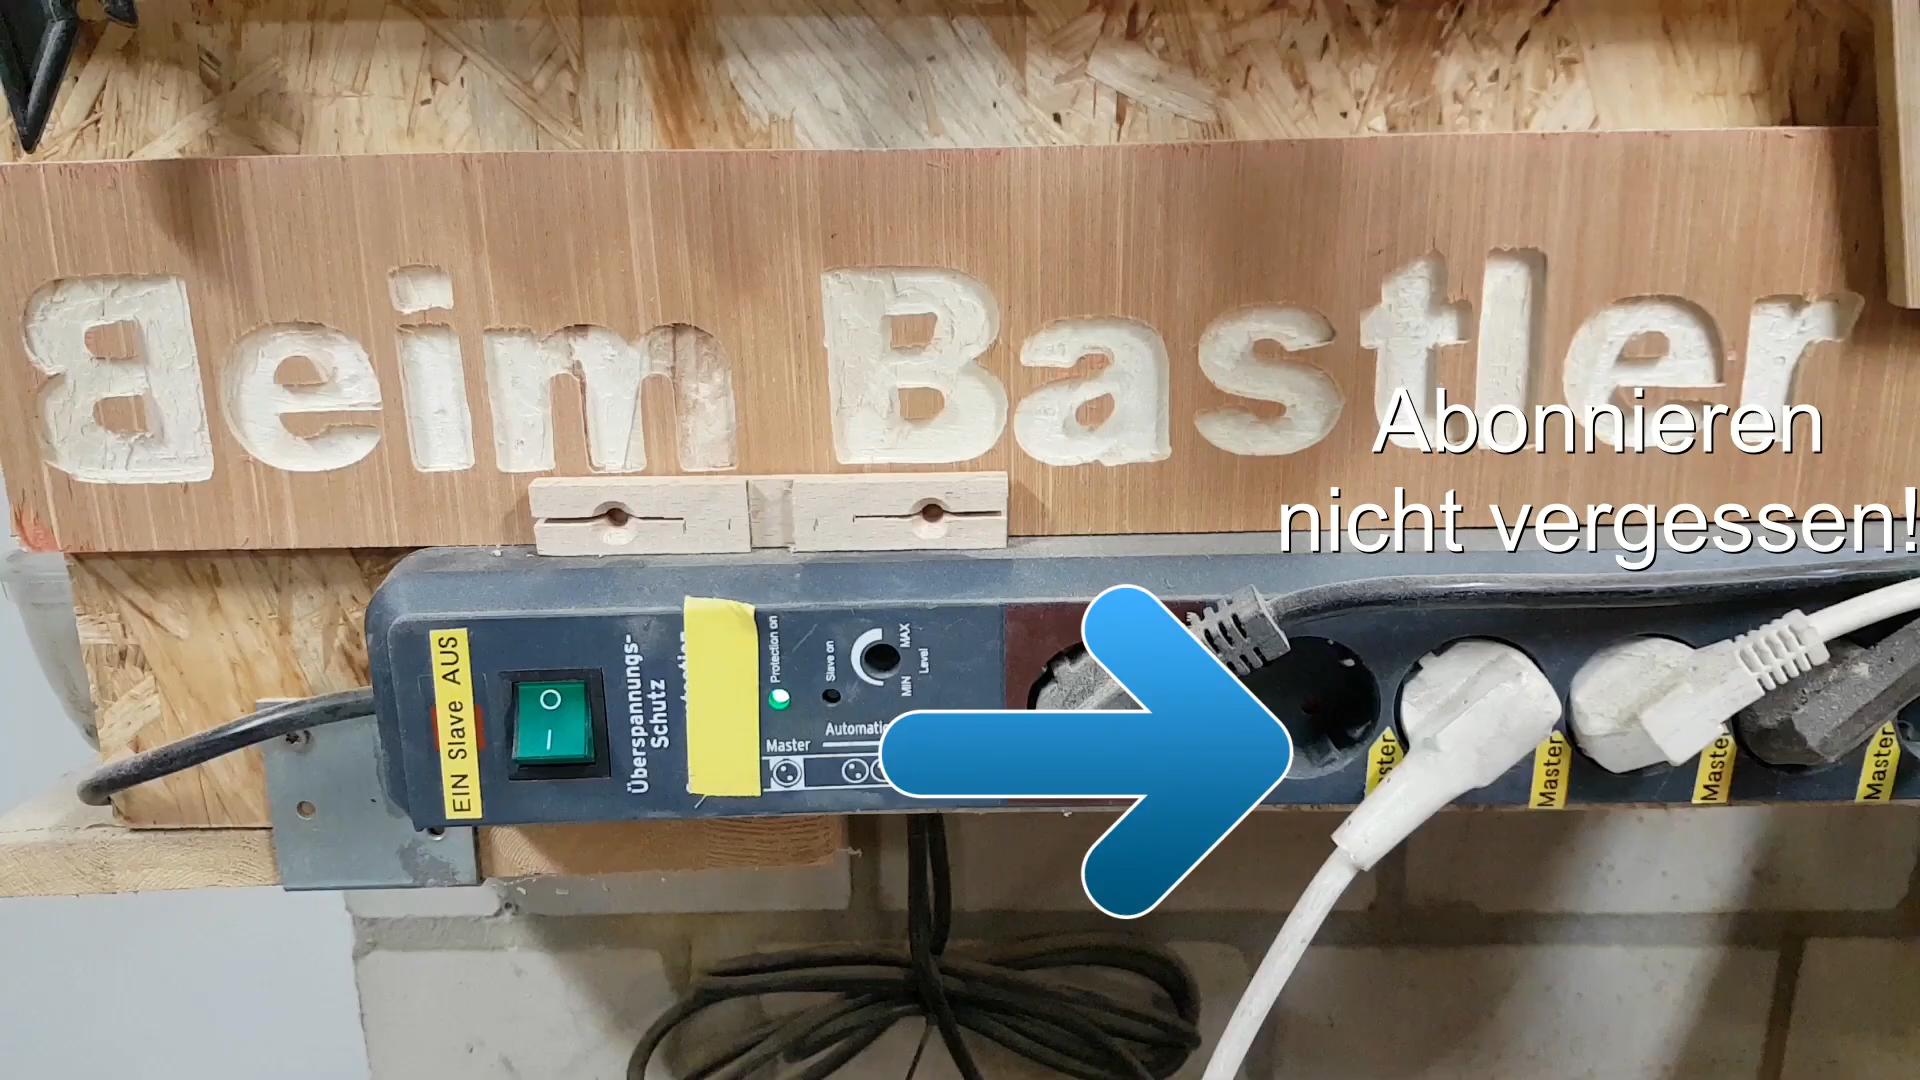 Beim Bastler
Abonnieren
nicht vergessen!
EIN Slave AUS
Überspannungs-
Schutz
Protection on
Slave on
MIN
MAX
Level
Master
Automatic
Master
Master
Master